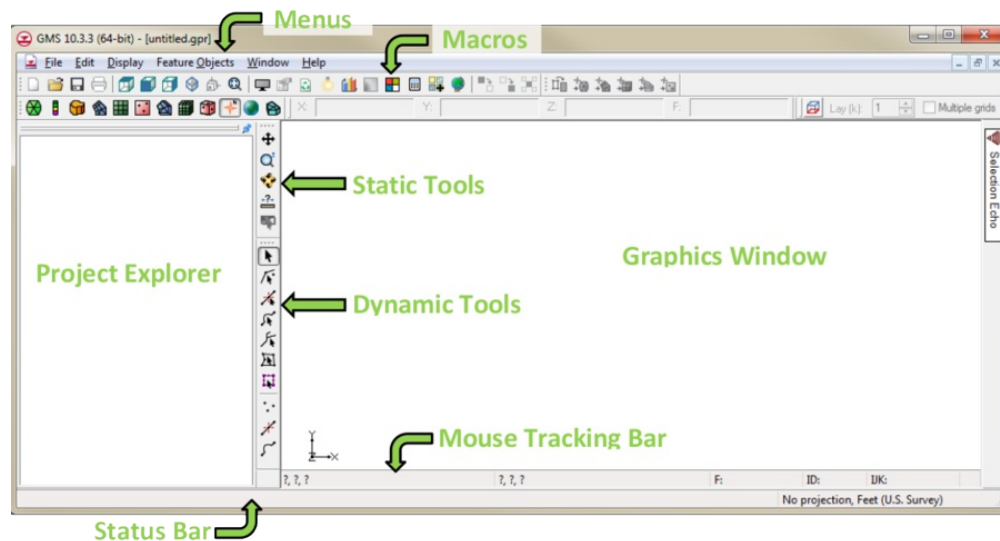 Menus
GMS 10.3.3 (64-bit) - [untitled.gpr]
Macros
File Edit Display Feature Objects Window Help
X: Y: Z: F: Lay (k): 1 Multiple grids
Selection Echo
Static Tools
Project Explorer
Graphics Window
Dynamic Tools
Y
Z X
Mouse Tracking Bar
?, ?, ? ?, ?, ? F: ID: IJK:
No projection, Feet (U.S. Survey)
Status Bar